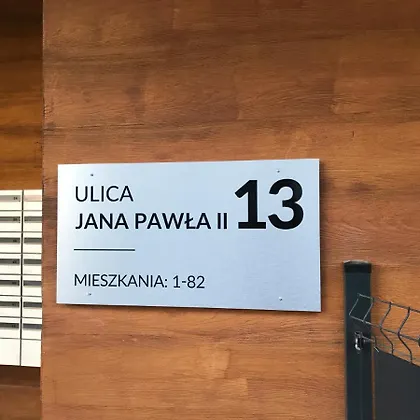 ULICA
JANA PAWŁA II 13
MIESZKANIA: 1-82